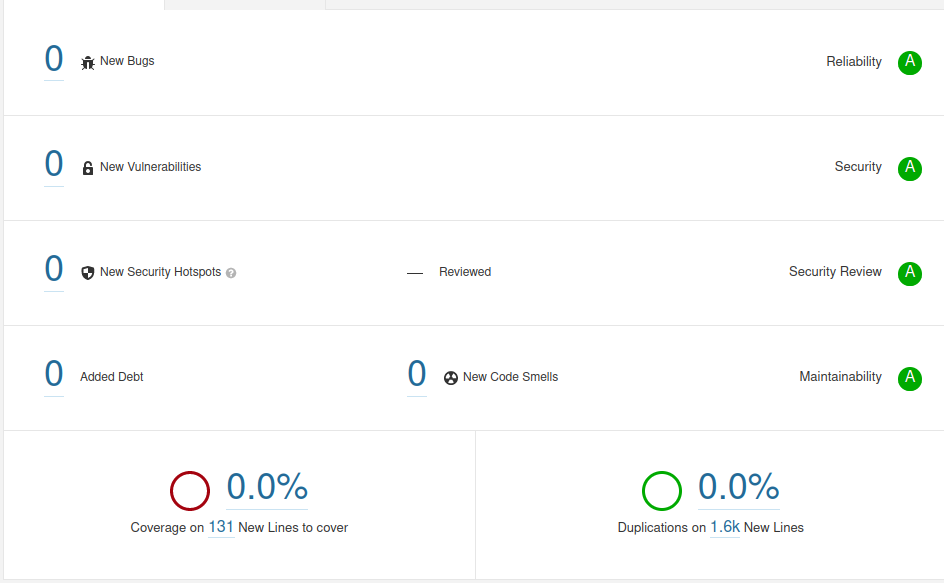 0 New Bugs Reliability A
0 New Vulnerabilities Security A
0 New Security Hotspots ? — Reviewed Security Review A
0 Added Debt 0 New Code Smells Maintainability A
0.0%
Coverage on 131 New Lines to cover
0.0%
Duplications on 1.6k New Lines